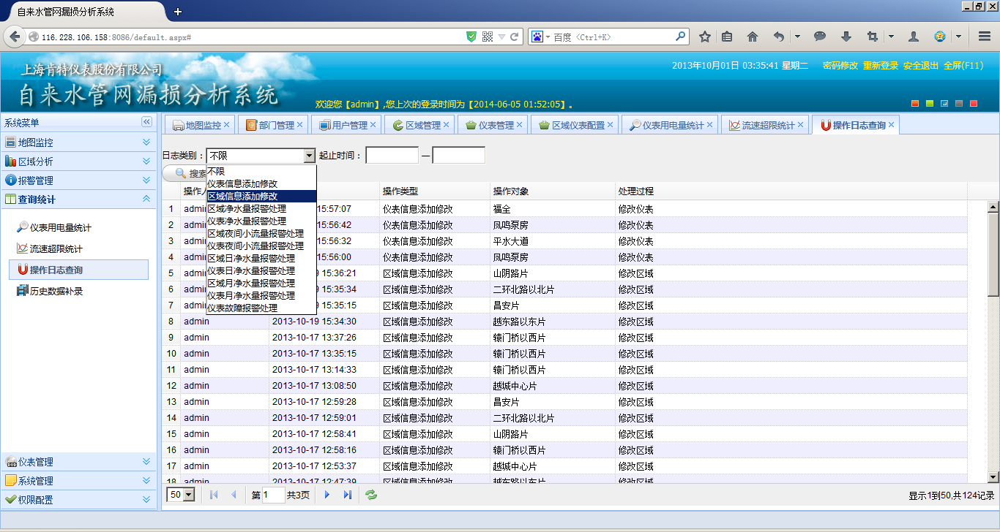 自来水管网漏损分析系统
116.228.106.158:8086/default.aspx#
百度 <Ctrl+K>
上海肯特仪表股份有限公司
自来水管网漏损分析系统
2013年10月01日 03:35:41 星期二 密码修改 重新登录 安全退出 全屏(F11)
欢迎您【admin】,您上次的登录时间为【2014-06-05 01:52:05】。
系统菜单
地图监控
区域分析
报警管理
查询统计
仪表用电量统计
流速超限统计
操作日志查询
历史数据补录
仪表管理
系统管理
权限配置
地图监控 部门管理 用户管理 区域管理 仪表管理 区域仪表配置 仪表用电量统计 流速超限统计 操作日志查询
日志类别： 不限 起止时间： —
搜索
不限
仪表信息添加修改
区域信息添加修改
区域净水量报警处理
仪表净水量报警处理
区域夜间小流量报警处理
仪表夜间小流量报警处理
区域日净水量报警处理
仪表日净水量报警处理
区域月净水量报警处理
仪表月净水量报警处理
仪表故障报警处理
操作 操作类型 操作对象 处理过程
1 admin 15:57:07 仪表信息添加修改 福全 修改仪表
2 admin 15:56:42 仪表信息添加修改 凤鸣泵房 修改仪表
3 admin 15:56:32 仪表信息添加修改 平水大道 修改仪表
4 admin 15:56:00 仪表信息添加修改 凤鸣泵房 修改仪表
5 admin 15:36:21 区域信息添加修改 山阴路片 修改区域
6 admin 15:35:34 区域信息添加修改 二环北路以北片 修改区域
7 admin 15:35:15 区域信息添加修改 昌安片 修改区域
8 admin 2013-10-19 15:34:30 区域信息添加修改 越东路以东片 修改区域
9 admin 2013-10-17 13:37:26 区域信息添加修改 辕门桥以西片 修改区域
10 admin 2013-10-17 13:35:15 区域信息添加修改 辕门桥以西片 修改区域
11 admin 2013-10-17 13:14:33 区域信息添加修改 辕门桥以西片 修改区域
12 admin 2013-10-17 13:08:50 区域信息添加修改 越城中心片 修改区域
13 admin 2013-10-17 12:59:28 区域信息添加修改 昌安片 修改区域
14 admin 2013-10-17 12:59:01 区域信息添加修改 二环北路以北片 修改区域
15 admin 2013-10-17 12:58:41 区域信息添加修改 山阴路片 修改区域
16 admin 2013-10-17 12:58:16 区域信息添加修改 辕门桥以西片 修改区域
17 admin 2013-10-17 12:53:37 区域信息添加修改 越城中心片 修改区域
18 admin 2013-10-17 12:47:39 区域信息添加修改 越东路以东片 修改区域
50 第 1 共3页
显示1到50,共124记录